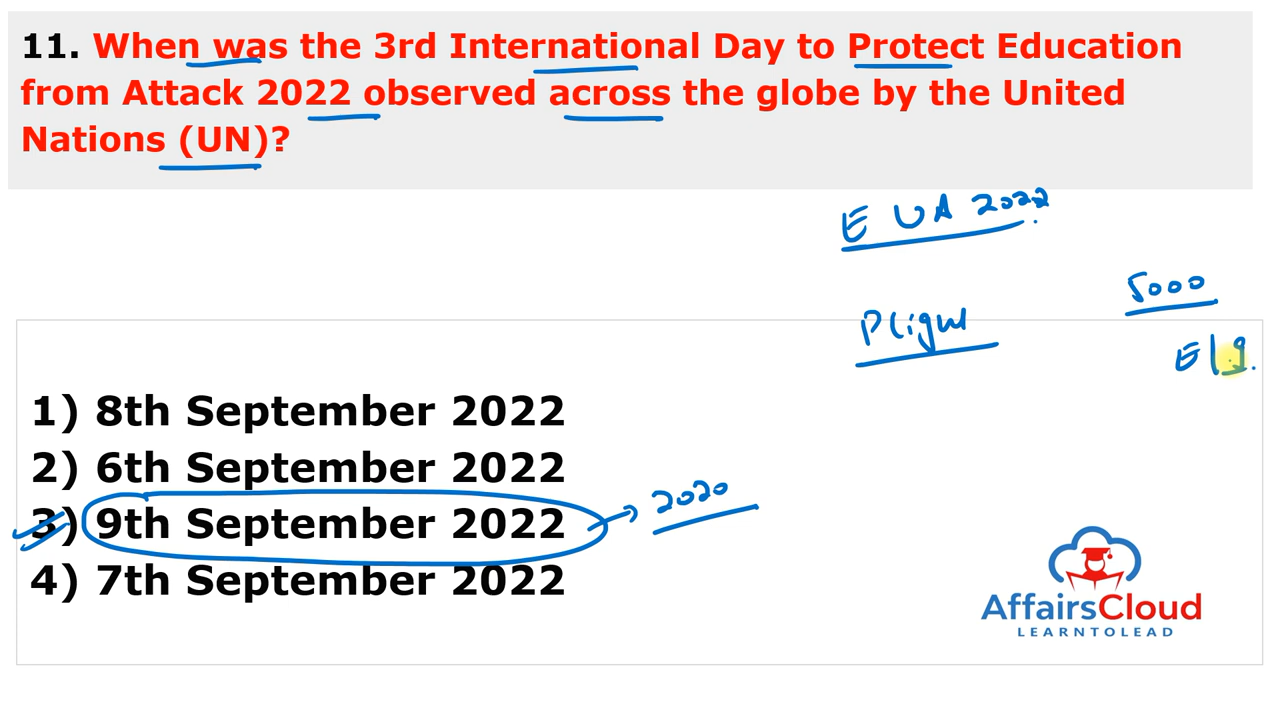 11. When was the 3rd International Day to Protect Education
from Attack 2022 observed across the globe by the United
Nations (UN)?
E UA 2022
5000
Plight
1) 8th September 2022
2) 6th September 2022
3) 9th September 2022
2020
4) 7th September 2022
AffairsCloud
LEARNTOLEAD